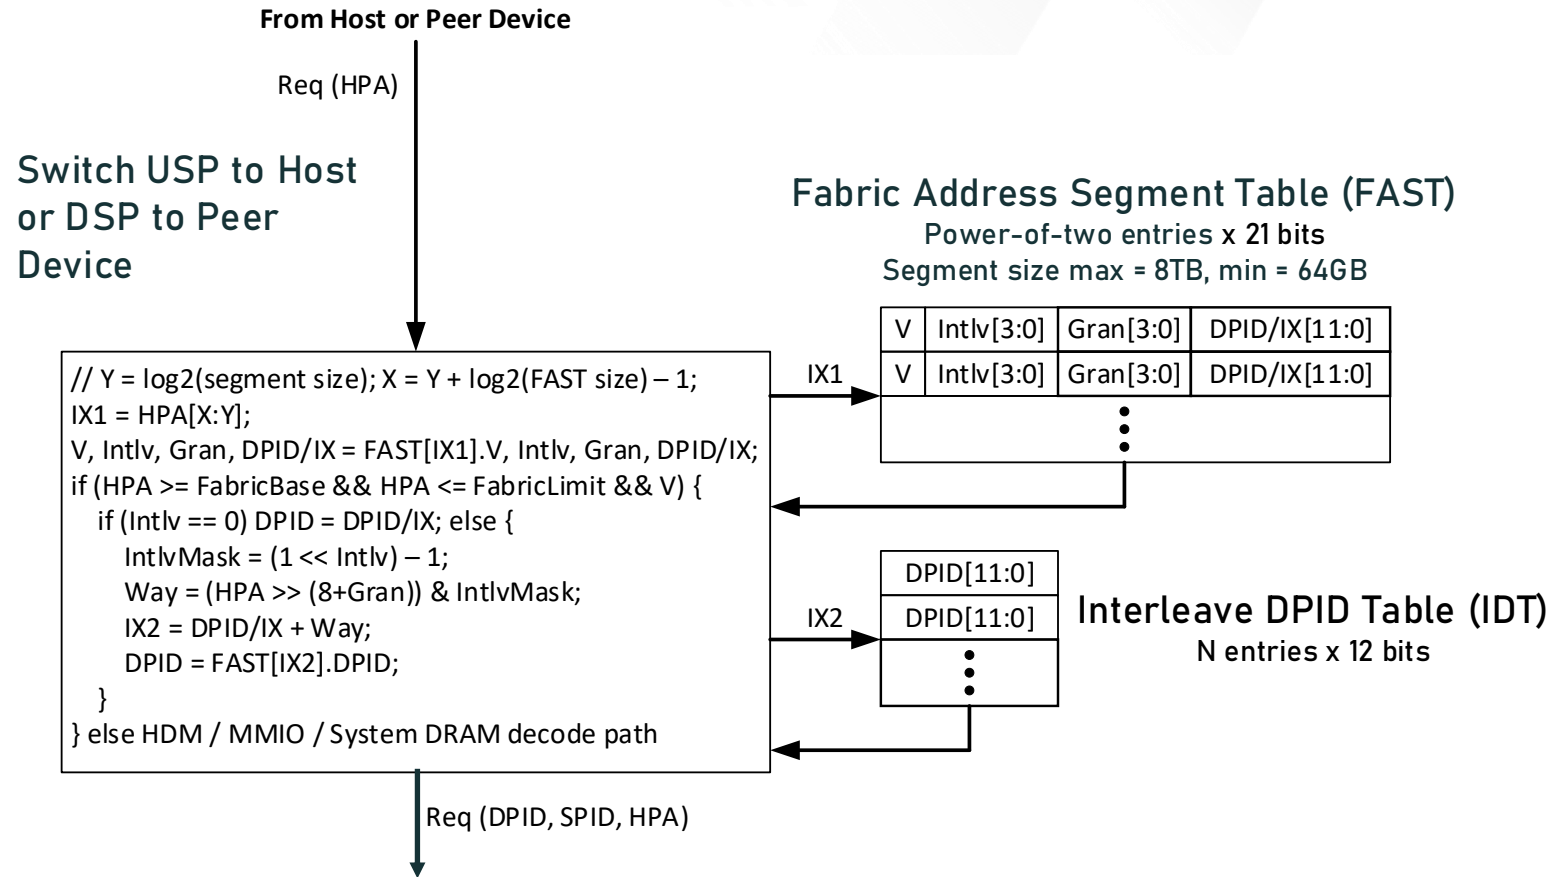 From Host or Peer Device
Req (HPA)
Switch USP to Host
or DSP to Peer
Device
Fabric Address Segment Table (FAST)
Power-of-two entries x 21 bits
Segment size max = 8TB, min = 64GB
// Y = log2(segment size); X = Y + log2(FAST size) – 1;
IX1 = HPA[X:Y];
V, Intlv, Gran, DPID/IX = FAST[IX1].V, Intlv, Gran, DPID/IX;
if (HPA >= FabricBase && HPA <= FabricLimit && V) {
if (Intlv == 0) DPID = DPID/IX; else {
IntlvMask = (1 << Intlv) – 1;
Way = (HPA >> (8+Gran)) & IntlvMask;
IX2 = DPID/IX + Way;
DPID = FAST[IX2].DPID;
}
} else HDM / MMIO / System DRAM decode path
IX1
V Intlv[3:0] Gran[3:0] DPID/IX[11:0]
V Intlv[3:0] Gran[3:0] DPID/IX[11:0]
IX2
DPID[11:0]
DPID[11:0]
Interleave DPID Table (IDT)
N entries x 12 bits
Req (DPID, SPID, HPA)